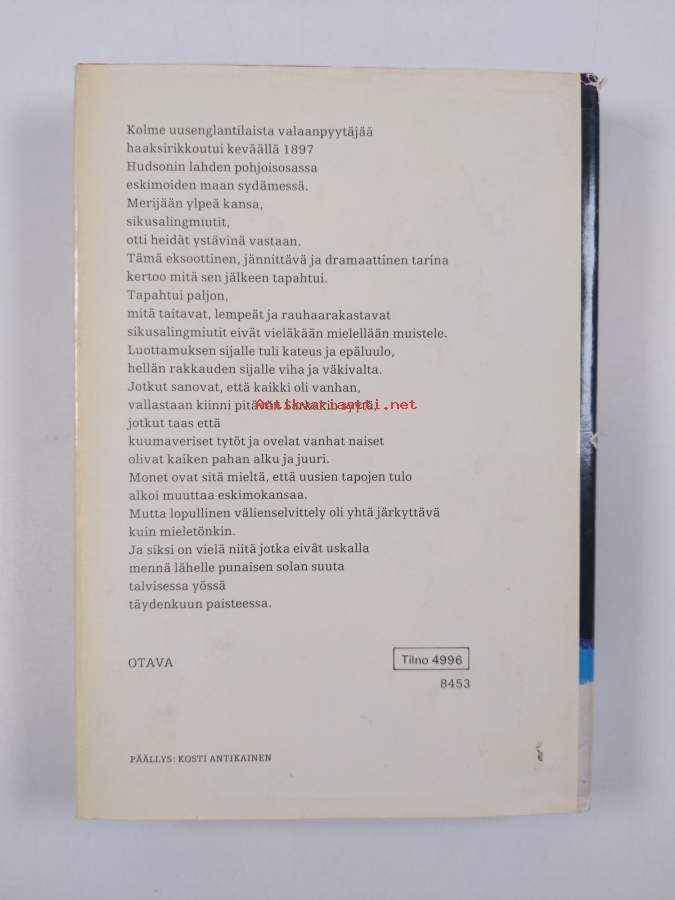 Kolme uusenglantilaista valaanpyytäjää
haaksirikkoutui keväällä 1897
Hudsonin lahden pohjoisosassa
eskimoiden maan sydämessä.
Merijään ylpeä kansa,
sikusalingmiutit,
otti heidät ystävinä vastaan.
Tämä eksoottinen, jännittävä ja dramaattinen tarina
kertoo mitä sen jälkeen tapahtui.
Tapahtui paljon,
mitä taitavat, lempeät ja rauhaarakastavat
sikusalingmiutit eivät vieläkään mielellään muistele.
Luottamuksen sijalle tuli kateus ja epäluulo,
hellän rakkauden sijalle viha ja väkivalta.
Jotkut sanovat, että kaikki oli vanhan,
vallastaan kiinni pitävän syytä,
Antikvariaatti.net
jotkut taas että
kuumaveriset tytöt ja ovelat vanhat naiset
olivat kaiken pahan alku ja juuri.
Monet ovat sitä mieltä, että uusien tapojen tulo
alkoi muuttaa eskimokansaa.
Mutta lopullinen välienselvittely oli yhtä järkyttävä
kuin mieletönkin.
Ja siksi on vielä niitä jotka eivät uskalla
mennä lähelle punaisen solan suuta
talvisessa yössä
täydenkuun paisteessa.
OTAVA
Tilno 4996
8453
PÄÄLLYS: KOSTI ANTIKAINEN